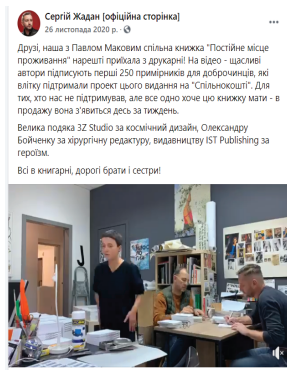 Сергій Жадан [офіційна сторінка]
26 листопада 2020 р. ·
Друзі, наша з Павлом Маковим спільна книжка "Постійне місце
проживання" нарешті приїхала з друкарні! На відео - щасливі
автори підписують перші 250 примірників для доброчинців, які
влітку підтримали проект цього видання на "Спільнокошті". Для
тих, хто нас не підтримував, але все одно хоче цю книжку мати - в
продажу вона з'явиться десь за тиждень.
Велика подяка 3Z Studio за космічний дизайн, Олександру
Бойченку за хірургічну редактуру, видавництву IST Publishing за
героїзм.
Всі в книгарні, дорогі брати і сестри!